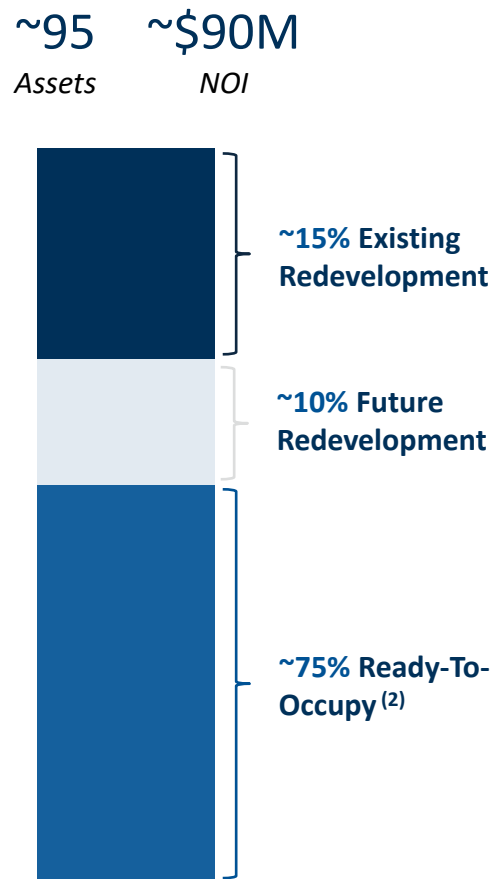 ~95 ~$90M
Assets NOI
~15% Existing
Redevelopment
~10% Future
Redevelopment
~75% Ready-To-
Occupy (2)